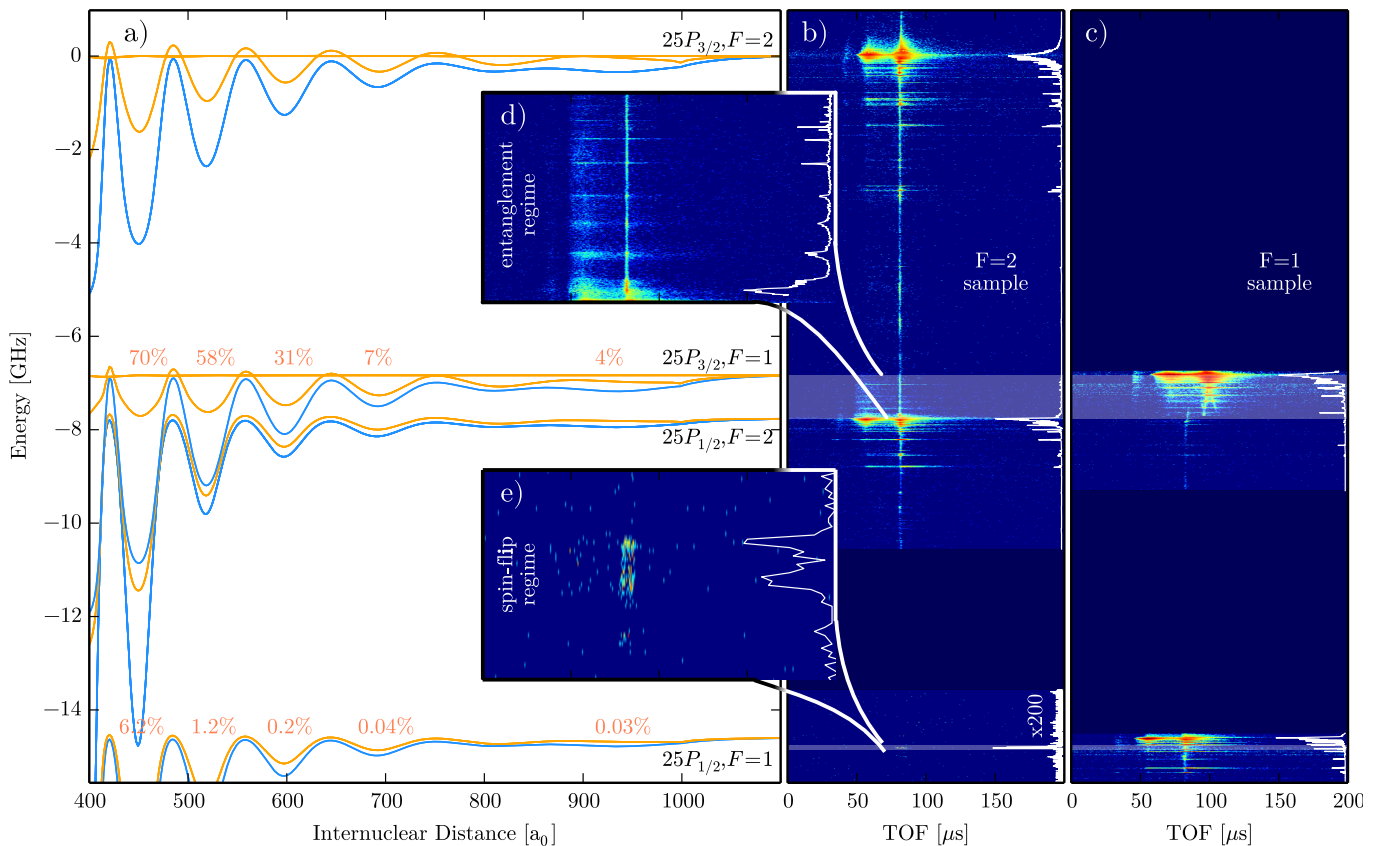 a)
25P3/2,F=2
b)
c)
0
−2
−4
−6
−8
−10
−12
−14
Energy [GHz]
d)
entanglement
regime
F=2
sample
F=1
sample
70%
58%
31%
7%
4%
25P3/2,F=1
25P1/2,F=2
e)
spin-flip
regime
6.2%
1.2%
0.2%
0.04%
0.03%
25P1/2,F=1
x200
400
500
600
700
800
900
1000
0
50
100
150
0
50
100
150
200
Internuclear Distance [a0]
TOF [μs]
TOF [μs]